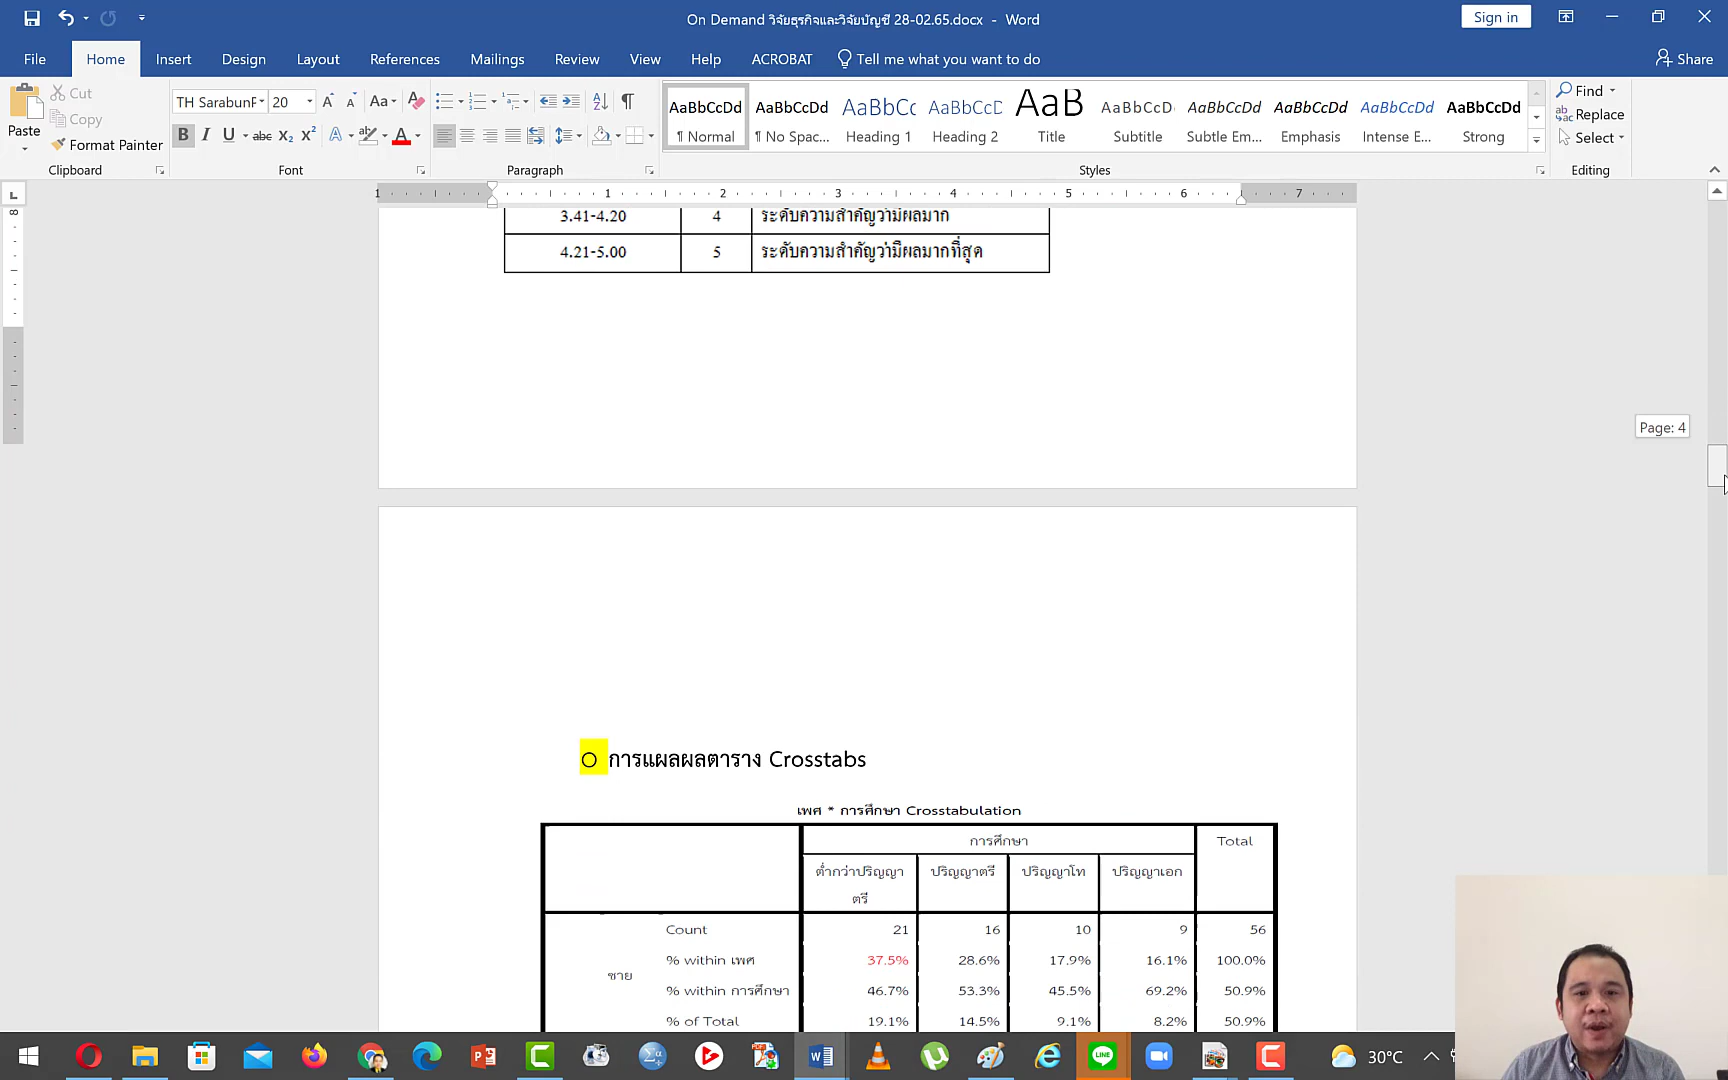 On Demand วิจัยธุรกิจและวิจัยบัญชี 28-02.65.docx - Word
Sign in
File Home Insert Design Layout References Mailings Review View Help ACROBAT Tell me what you want to do Share
Paste
Cut
Copy
Format Painter
Clipboard
TH SarabunP 20
Font
Paragraph
AaBbCcDd AaBbCcDd AaBbCc AaBbCcD AaB AaBbCcD AaBbCcDd AaBbCcDd AaBbCcDd AaBbCcDd
¶ Normal ¶ No Spac... Heading 1 Heading 2 Title Subtitle Subtle Em... Emphasis Intense E... Strong
Styles
Find
Replace
Select
Editing
1 1 2 3 4 5 6 7
3.41-4.20 4 ระดับความสำคัญว่ามีผลมาก
4.21-5.00 5 ระดับความสำคัญว่ามีผลมากที่สุด
Page: 4
O การแผลผลตาราง Crosstabs
เพศ * การศึกษา Crosstabulation
การศึกษา Total
ต่ำกว่าปริญญา ปริญญาตรี ปริญญาโท ปริญญาเอก
ตรี
ชาย
Count 21 16 10 9 56
% within เพศ 37.5% 28.6% 17.9% 16.1% 100.0%
% within การศึกษา 46.7% 53.3% 45.5% 69.2% 50.9%
% of Total 19.1% 14.5% 9.1% 8.2% 50.9%
LINE
30°C